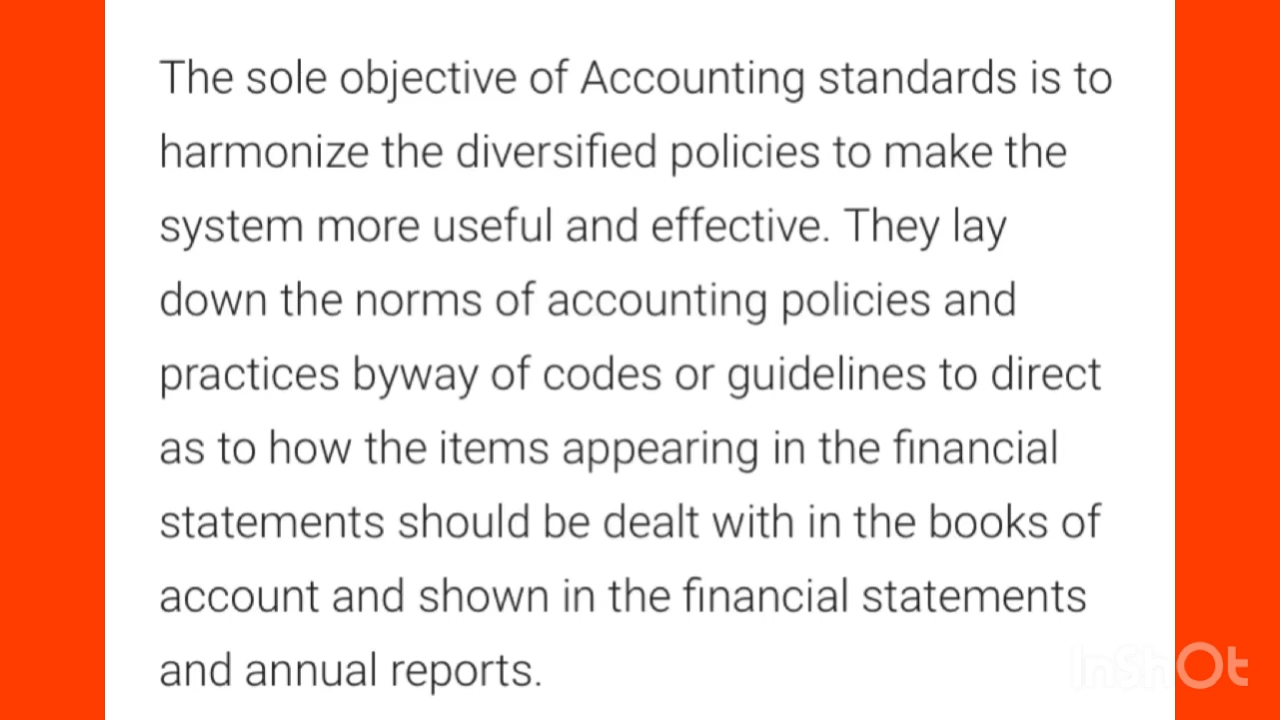 The sole objective of Accounting standards is to
harmonize the diversified policies to make the
system more useful and effective. They lay
down the norms of accounting policies and
practices byway of codes or guidelines to direct
as to how the items appearing in the financial
statements should be dealt with in the books of
account and shown in the financial statements
and annual reports.
InShOt